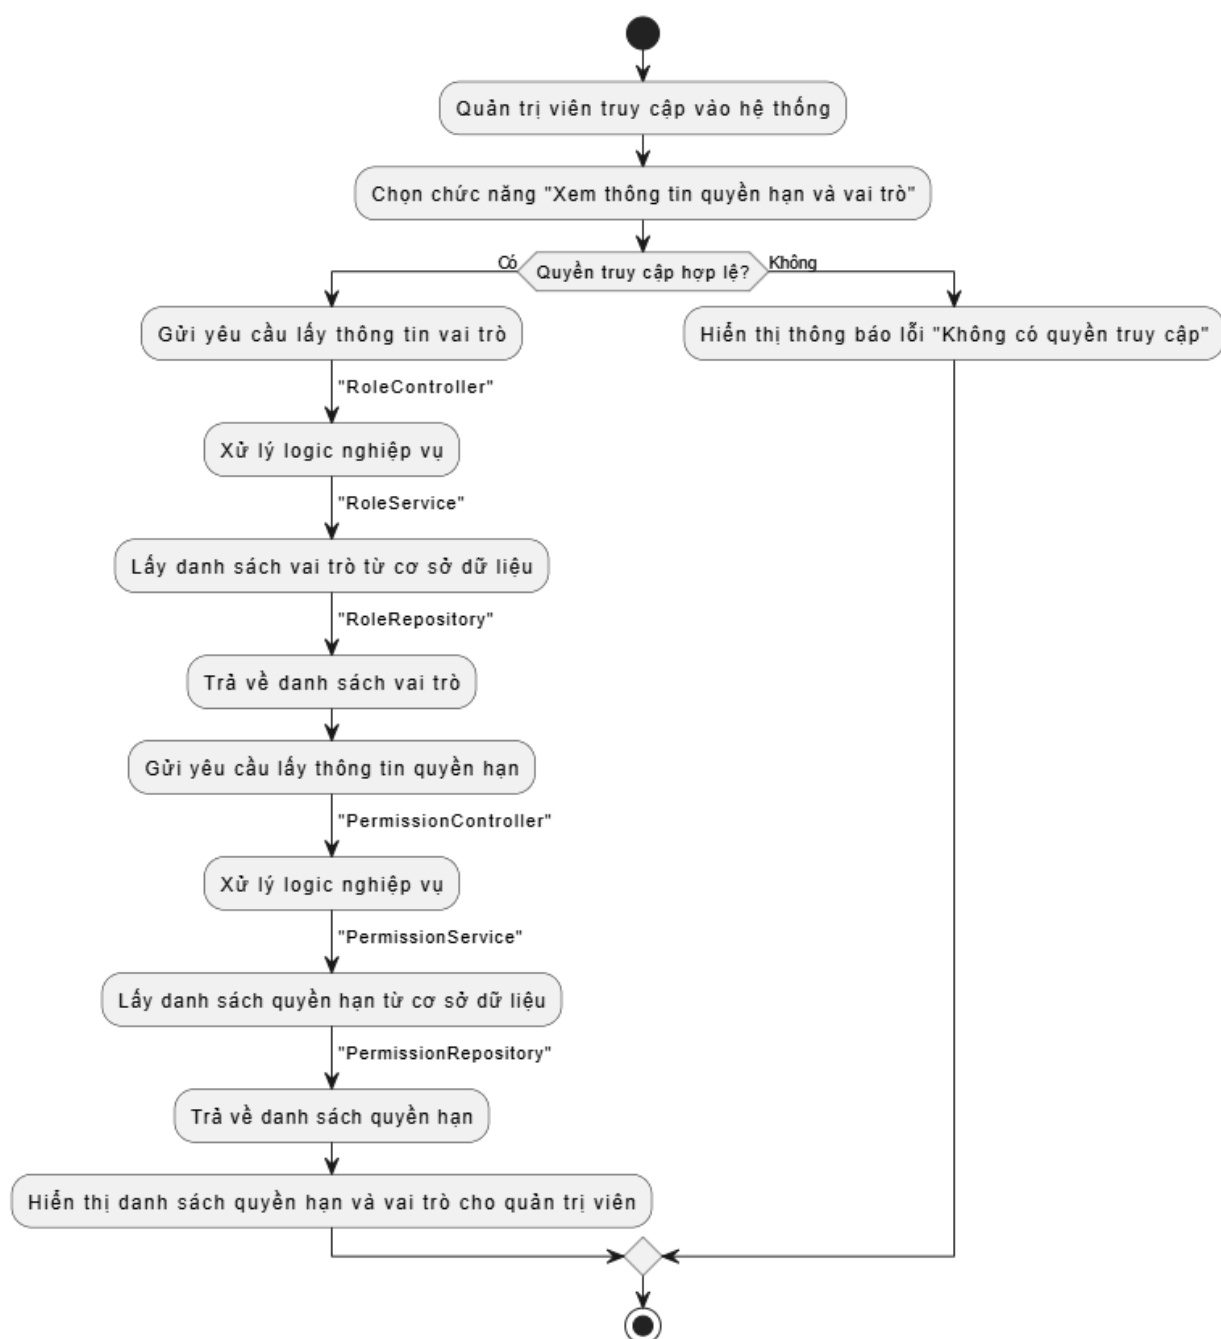 Quản trị viên truy cập vào hệ thống
Chọn chức năng "Xem thông tin quyền hạn và vai trò"
Có
Quyền truy cập hợp lệ?
Không
Gửi yêu cầu lấy thông tin vai trò
Hiển thị thông báo lỗi "Không có quyền truy cập"
"RoleController"
Xử lý logic nghiệp vụ
"RoleService"
Lấy danh sách vai trò từ cơ sở dữ liệu
"RoleRepository"
Trả về danh sách vai trò
Gửi yêu cầu lấy thông tin quyền hạn
"PermissionController"
Xử lý logic nghiệp vụ
"PermissionService"
Lấy danh sách quyền hạn từ cơ sở dữ liệu
"PermissionRepository"
Trả về danh sách quyền hạn
Hiển thị danh sách quyền hạn và vai trò cho quản trị viên